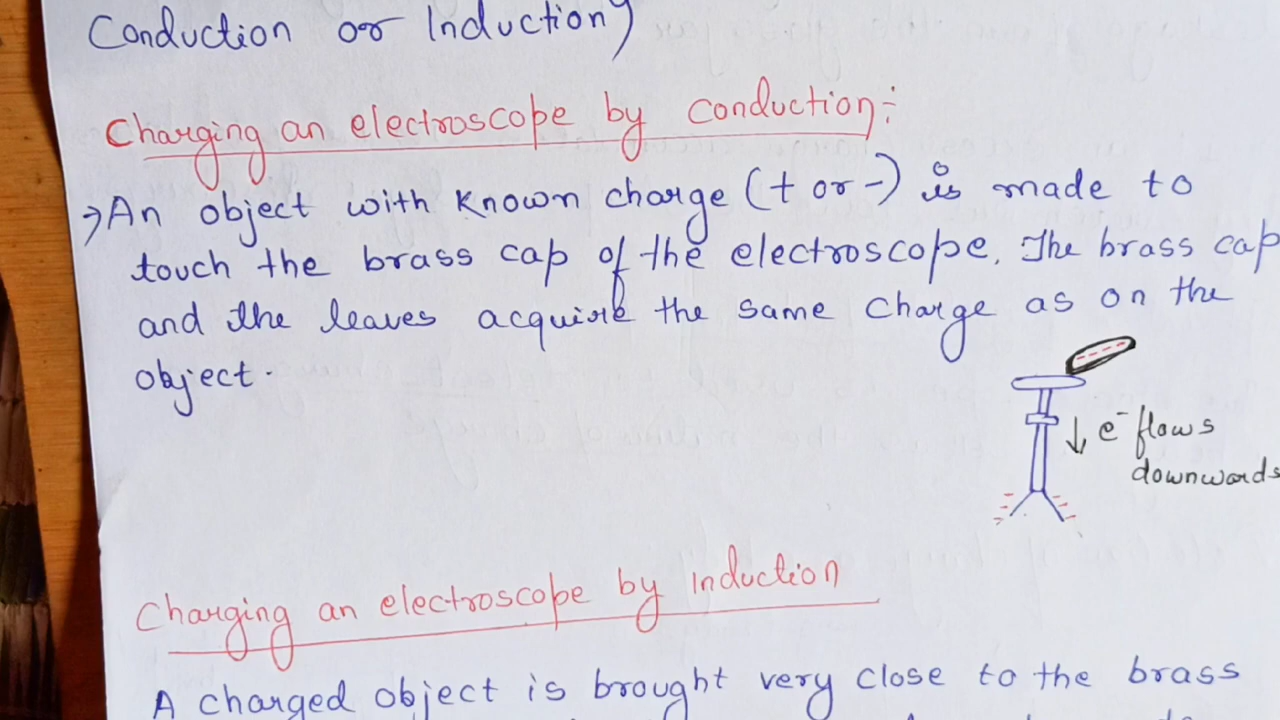 Conduction or Induction)
Charging an electroscope by conduction:-
→ An object with known charge (+ or -) is made to
touch the brass cap of the electroscope. The brass cap
and the leaves acquire the same charge as on the
object.
↓ e⁻ flows
downwards
Charging an electroscope by induction
A charged object is brought very close to the brass